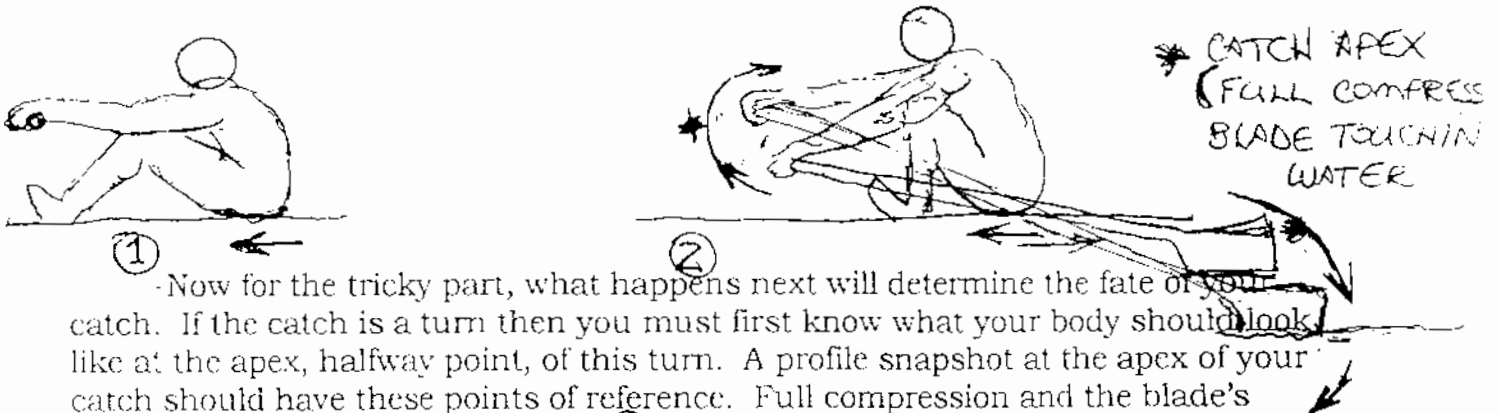 * CATCH APEX
(FULL COMPRESS
BLADE TOUCHIN
WATER
1
2
Now for the tricky part, what happens next will determine the fate of your
catch. If the catch is a turn then you must first know what your body should look
like at the apex, halfway point, of this turn. A profile snapshot at the apex of your
catch should have these points of reference. Full compression and the blade's